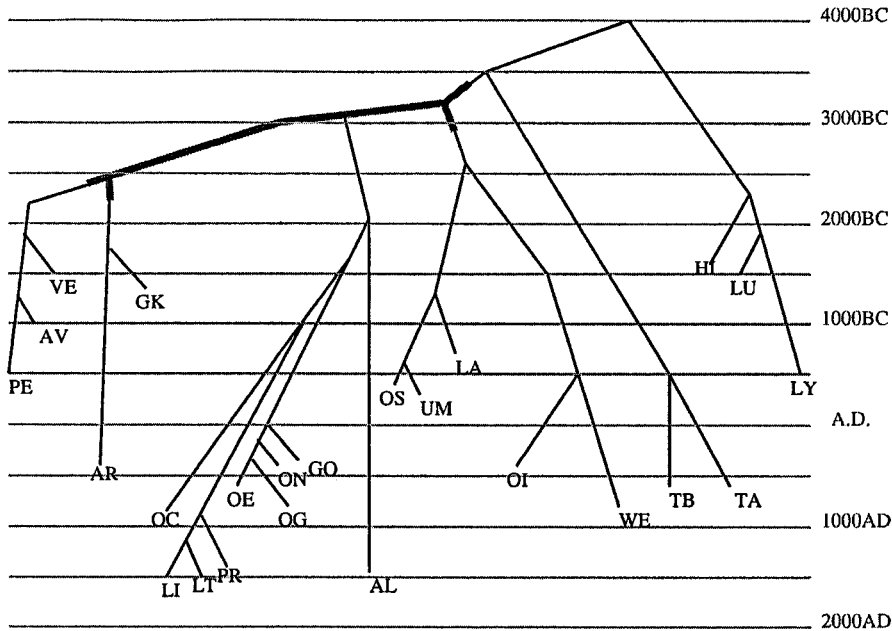 4000BC
3000BC
2000BC
HI
VE
LU
GK
1000BC
AV
LA
PE
LY
OS
UM
A.D.
GO
AR
ON
OI
OE
TB
TA
OC
OG
WE
1000AD
PR
LI
LT
AL
2000AD